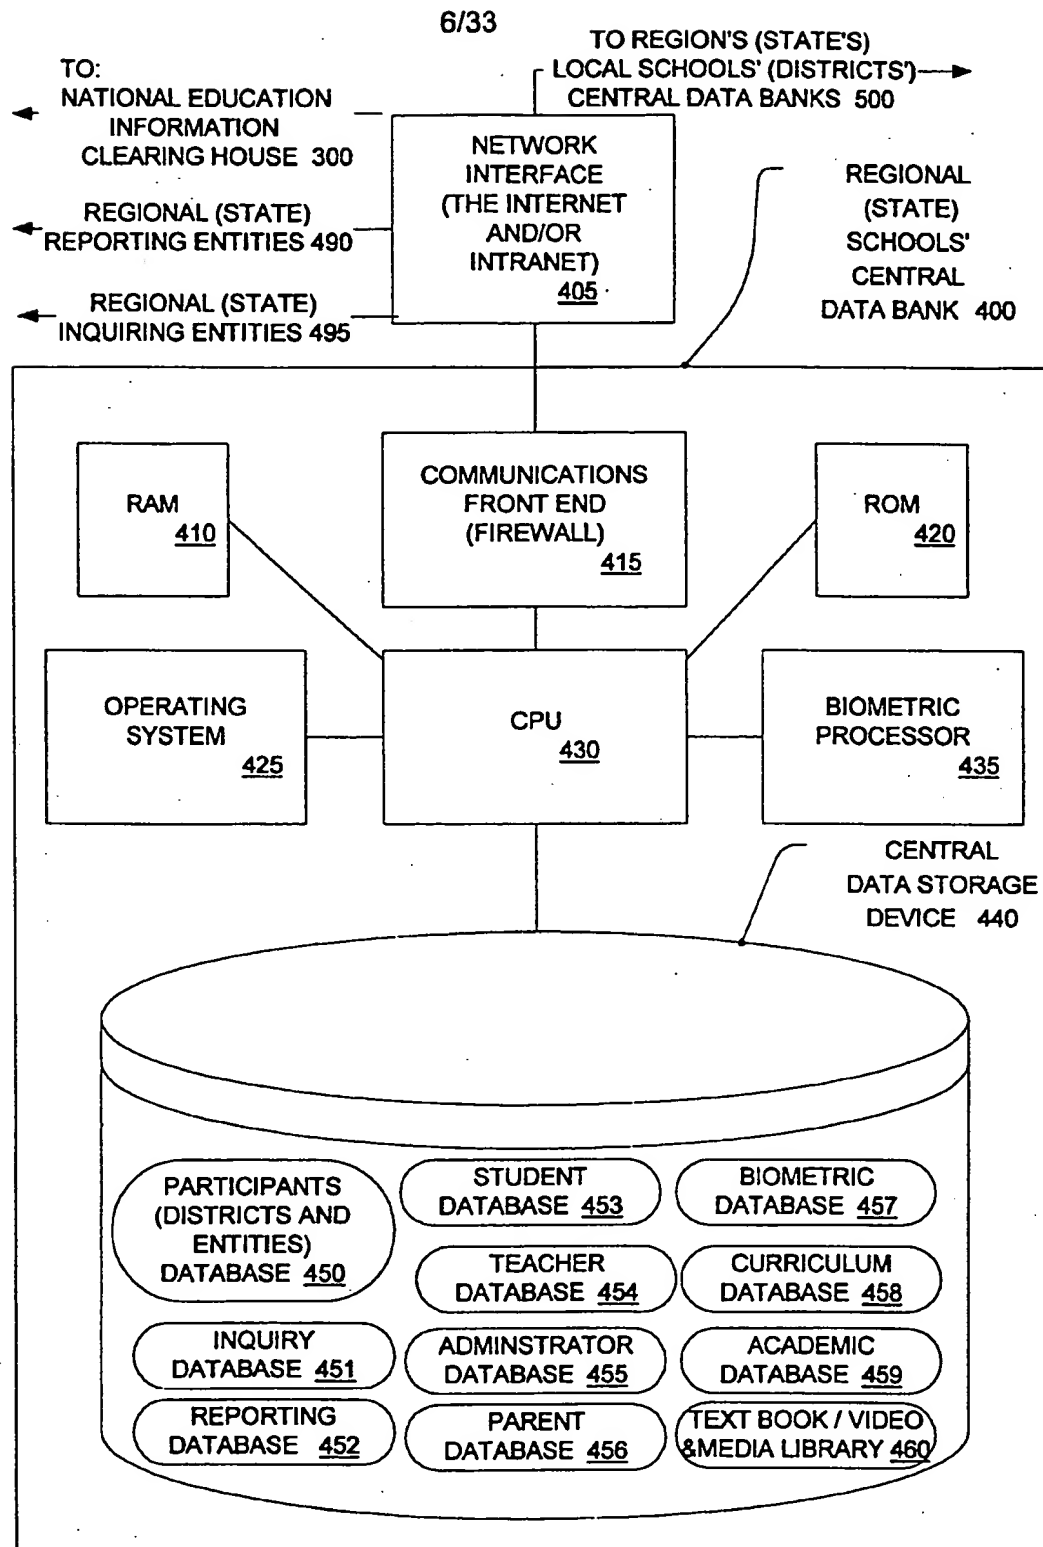 6/33
TO REGION'S (STATE'S)
LOCAL SCHOOLS' (DISTRICTS')
CENTRAL DATA BANKS 500
TO:
NATIONAL EDUCATION
INFORMATION
CLEARING HOUSE 300
REGIONAL (STATE)
REPORTING ENTITIES 490
REGIONAL (STATE)
INQUIRING ENTITIES 495
NETWORK
INTERFACE
(THE INTERNET
AND/OR
INTRANET)
405
REGIONAL
(STATE)
SCHOOLS'
CENTRAL
DATA BANK 400
RAM
410
COMMUNICATIONS
FRONT END
(FIREWALL)
415
ROM
420
OPERATING
SYSTEM
425
CPU
430
BIOMETRIC
PROCESSOR
435
CENTRAL
DATA STORAGE
DEVICE 440
PARTICIPANTS
(DISTRICTS AND
ENTITIES)
DATABASE 450
INQUIRY
DATABASE 451
REPORTING
DATABASE 452
STUDENT
DATABASE 453
TEACHER
DATABASE 454
ADMINSTRATOR
DATABASE 455
PARENT
DATABASE 456
BIOMETRIC
DATABASE 457
CURRICULUM
DATABASE 458
ACADEMIC
DATABASE 459
TEXT BOOK / VIDEO
&MEDIA LIBRARY 460